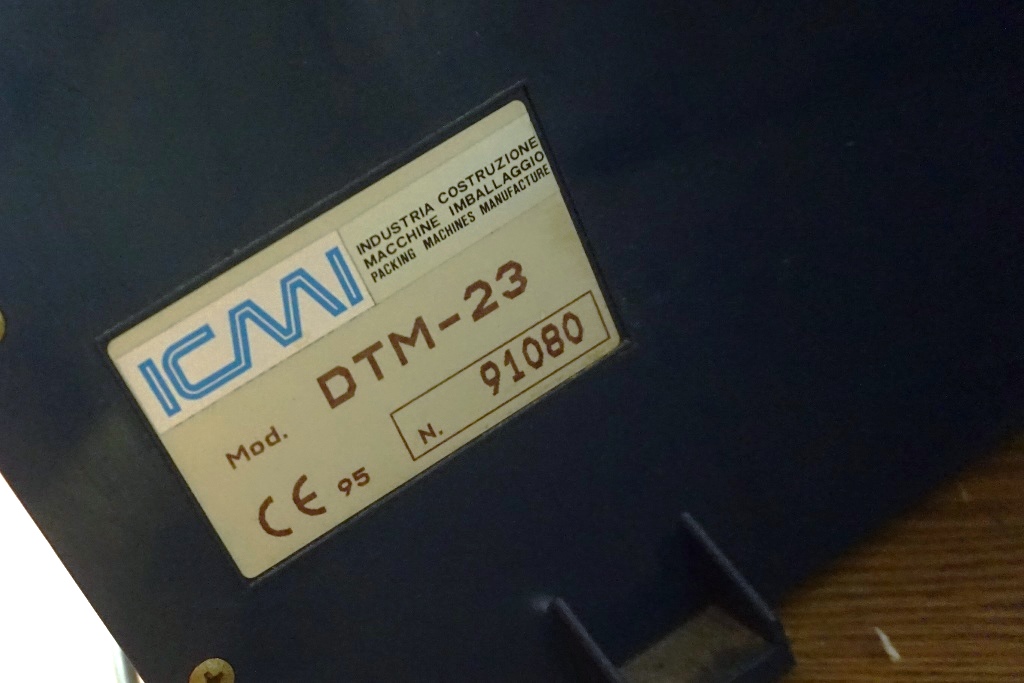 ICMI
INDUSTRIA COSTRUZIONE
MACCHINE IMBALLAGGIO
PACKING MACHINES MANUFACTURE
Mod. DTM-23
CE 95
N. 91080